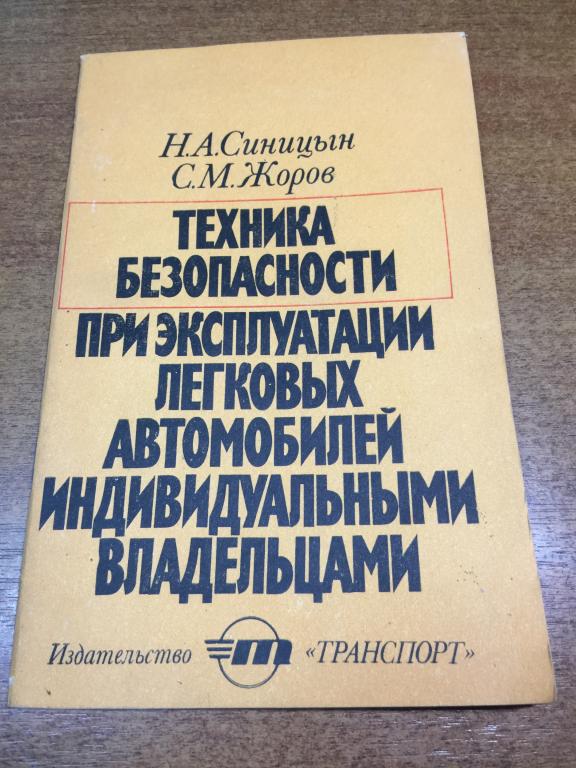 Н.А.Синицын
С.М.Жоров
ТЕХНИКА
БЕЗОПАСНОСТИ
ПРИ ЭКСПЛУАТАЦИИ
ЛЕГКОВЫХ
АВТОМОБИЛЕЙ
ИНДИВИДУАЛЬНЫМИ
ВЛАДЕЛЬЦАМИ
Издательство т «ТРАНСПОРТ»